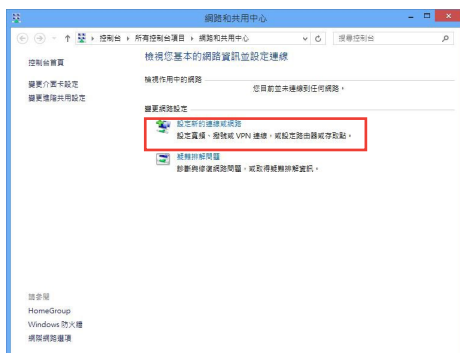 網路和共用中心
控制台 ▸ 所有控制台項目 ▸ 網路和共用中心
搜尋控制台
控制台首頁
變更介面卡設定
變更進階共用設定
檢視您基本的網路資訊並設定連線
檢視作用中的網路
您目前並未連線到任何網路。
變更網路設定
設定新的連線或網路
設定寬頻、撥號或 VPN 連線，或設定路由器或存取點。
疑難排解問題
診斷與修復網路問題，或取得疑難排解資訊。
請參閱
HomeGroup
Windows 防火牆
網際網路選項